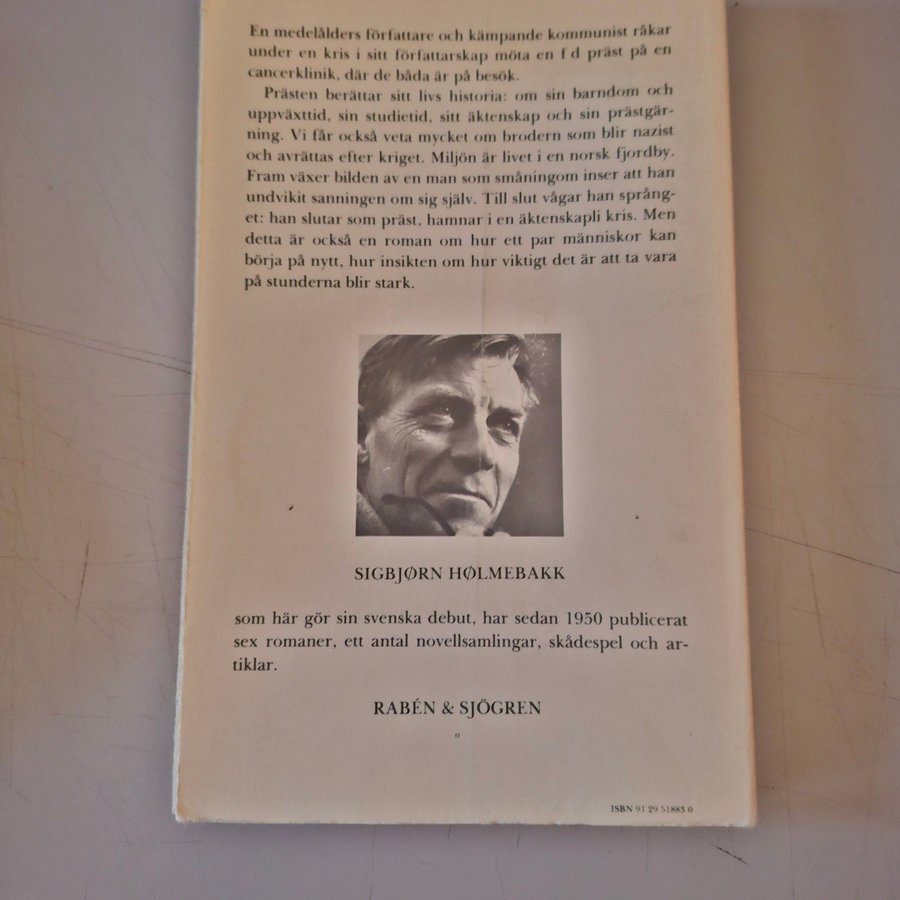 En medelålders författare och kämpande kommunist råkar
under en kris i sitt författarskap möta en f d präst på en
cancerklinik, där de båda är på besök.
Prästen berättar sitt livs historia: om sin barndom och
uppväxttid, sin studietid, sitt äktenskap och sin prästgär-
ning. Vi får också veta mycket om brodern som blir nazist
och avrättas efter kriget. Miljön är livet i en norsk fjordby.
Fram växer bilden av en man som småningom inser att han
undvikit sanningen om sig själv. Till slut vågar han språng-
et: han slutar som präst, hamnar i en äktenskapli kris. Men
detta är också en roman om hur ett par människor kan
börja på nytt, hur insikten om hur viktigt det är att ta vara
på stunderna blir stark.
SIGBJØRN HØLMEBAKK
som här gör sin svenska debut, har sedan 1950 publicerat
sex romaner, ett antal novellsamlingar, skådespel och ar-
tiklar.
RABÉN & SJÖGREN
ISBN 91 29 51883 0